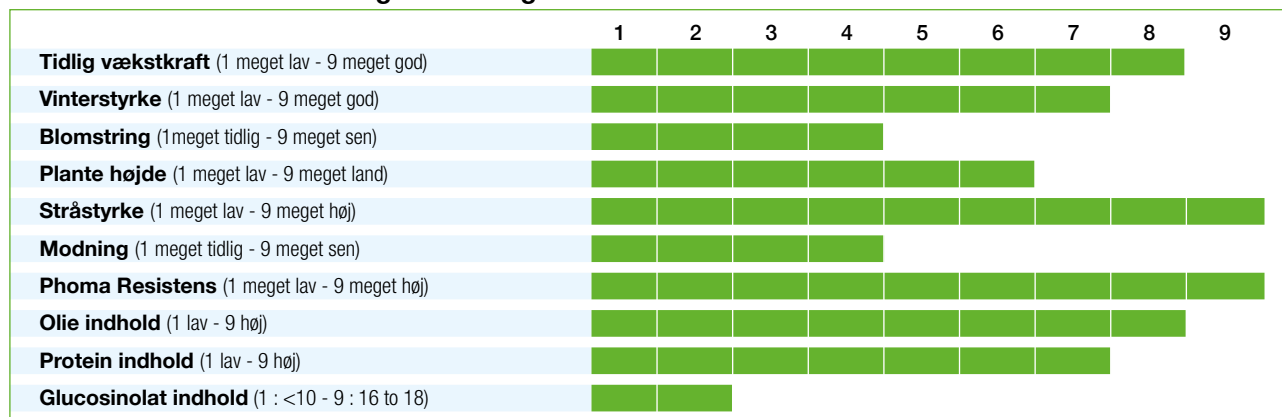 1 2 3 4 5 6 7 8 9
Tidlig vækstkraft (1 meget lav - 9 meget god)
Vinterstyrke (1 meget lav - 9 meget god)
Blomstring (1meget tidlig - 9 meget sen)
Plante højde (1 meget lav - 9 meget land)
Stråstyrke (1 meget lav - 9 meget høj)
Modning (1 meget tidlig - 9 meget sen)
Phoma Resistens (1 meget lav - 9 meget høj)
Olie indhold (1 lav - 9 høj)
Protein indhold (1 lav - 9 høj)
Glucosinolat indhold (1 : <10 - 9 : 16 to 18)